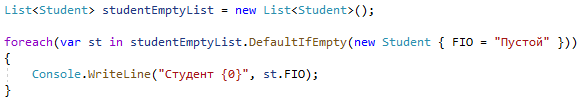 List<Student> studentEmptyList = new List<Student>();
foreach(var st in studentEmptyList.DefaultIfEmpty(new Student { FIO = "Пустой" }))
{
Console.WriteLine("Студент {0}", st.FIO);
}